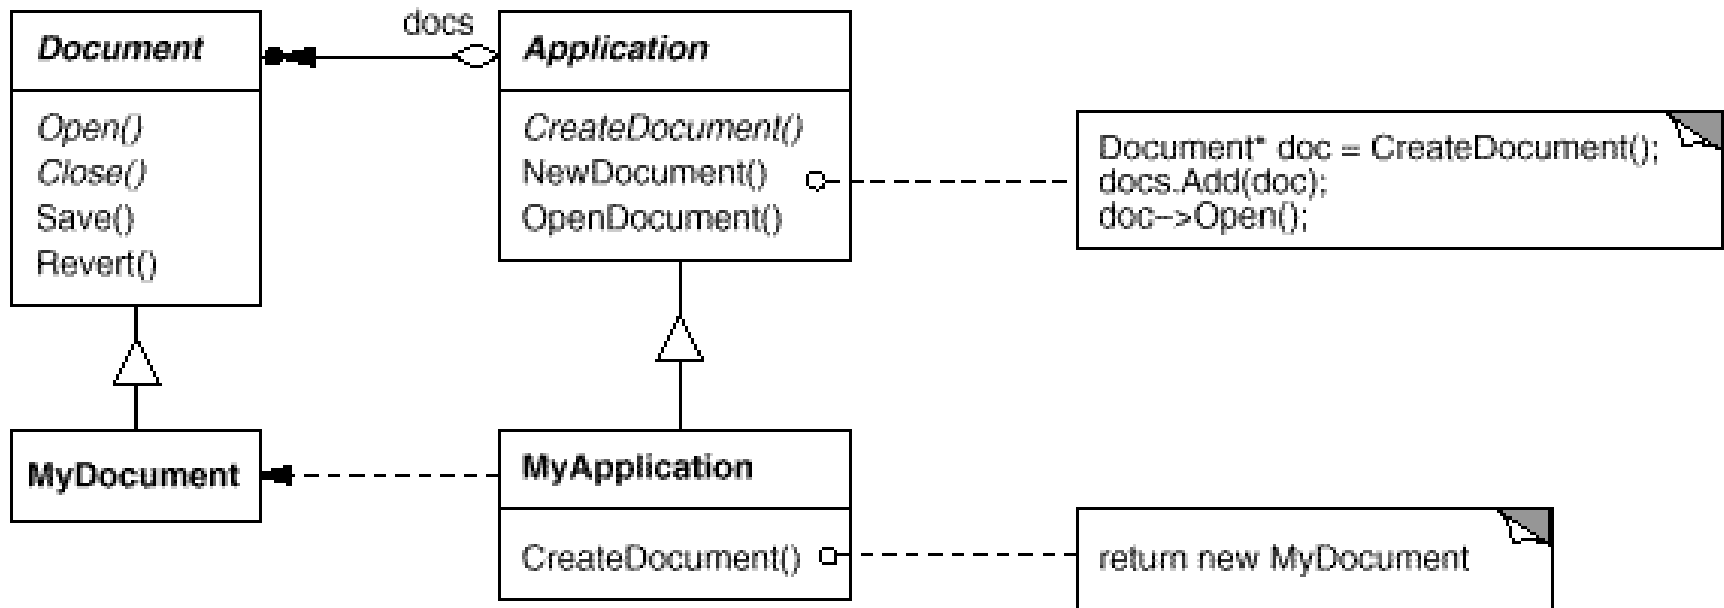 Document
Open()
Close()
Save()
Revert()
docs
Application
CreateDocument()
NewDocument()
OpenDocument()
Document* doc = CreateDocument();
docs.Add(doc);
doc->Open();
MyDocument
MyApplication
CreateDocument()
return new MyDocument